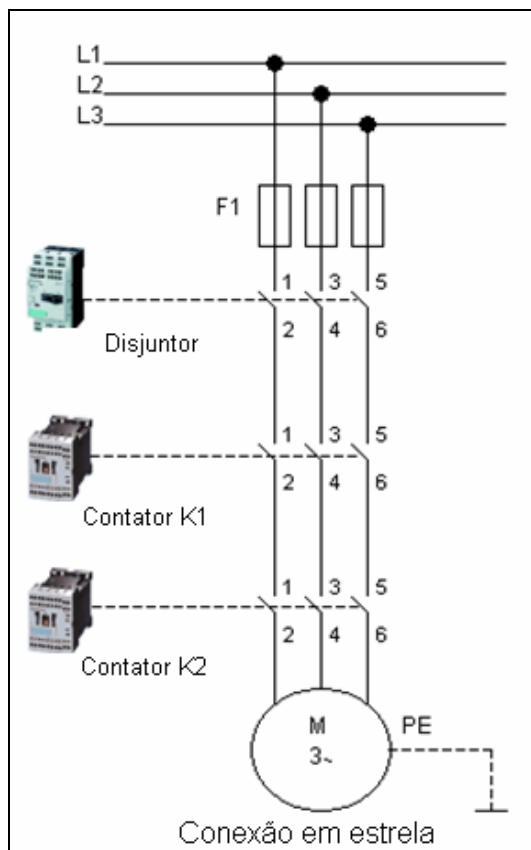 L1
L2
L3
F1
1 3 5
Disjuntor
2 4 6
1 3 5
2 4 6
Contator K1
1 3 5
2 4 6
Contator K2
M
3~
PE
Conexão em estrela